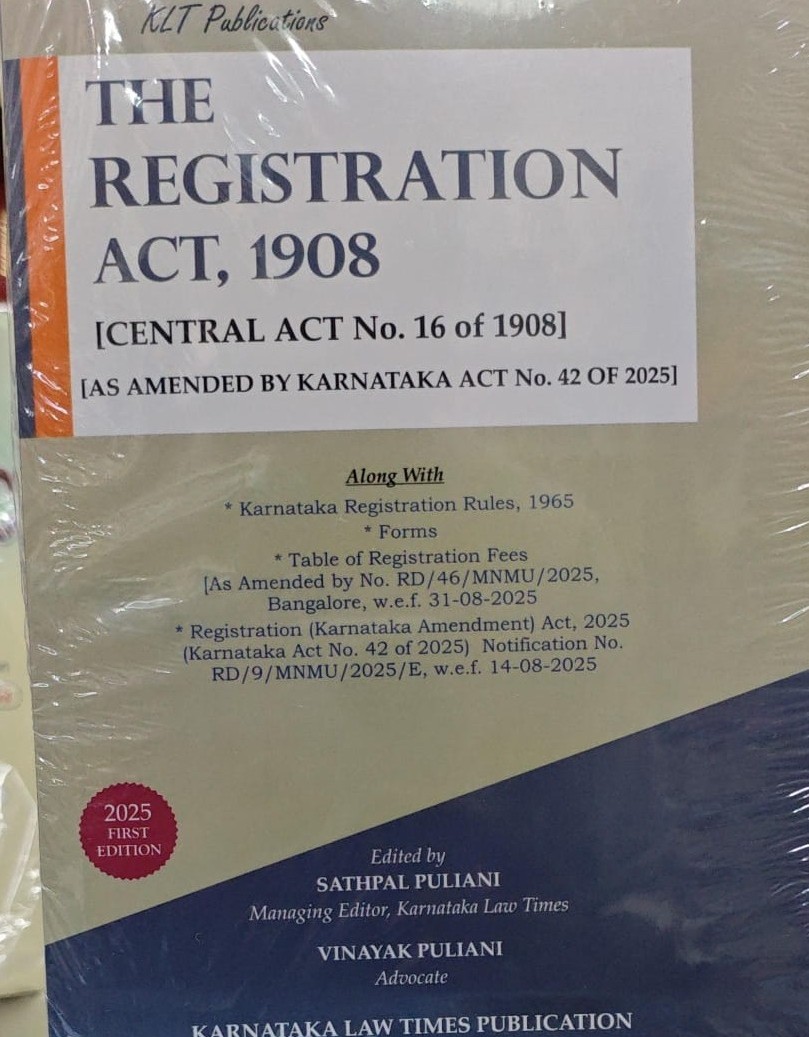 KLT Publications
THE
REGISTRATION
ACT, 1908
[CENTRAL ACT No. 16 of 1908]
[AS AMENDED BY KARNATAKA ACT No. 42 OF 2025]
Along With
* Karnataka Registration Rules, 1965
* Forms
* Table of Registration Fees
[As Amended by No. RD/46/MNMU/2025,
Bangalore, w.e.f. 31-08-2025
* Registration (Karnataka Amendment) Act, 2025
(Karnataka Act No. 42 of 2025) Notification No.
RD/9/MNMU/2025/E, w.e.f. 14-08-2025
2025
FIRST
EDITION
Edited by
SATHPAL PULIANI
Managing Editor, Karnataka Law Times
VINAYAK PULIANI
Advocate
KARNATAKA LAW TIMES PUBLICATION